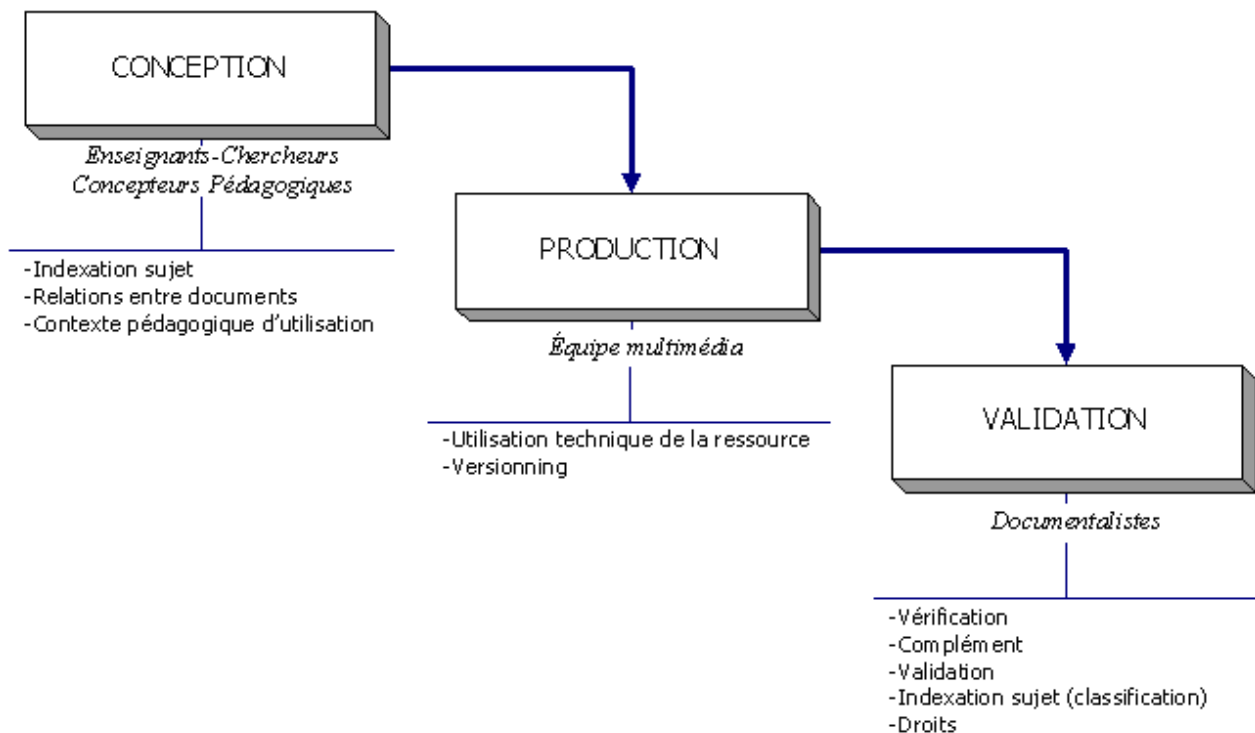 CONCEPTION
Enseignants-Chercheurs
Concepteurs Pédagogiques
-Indexation sujet
-Relations entre documents
-Contexte pédagogique d'utilisation
PRODUCTION
Équipe multimédia
-Utilisation technique de la ressource
-Versionning
VALIDATION
Documentalistes
-Vérification
-Complément
-Validation
-Indexation sujet (classification)
-Droits